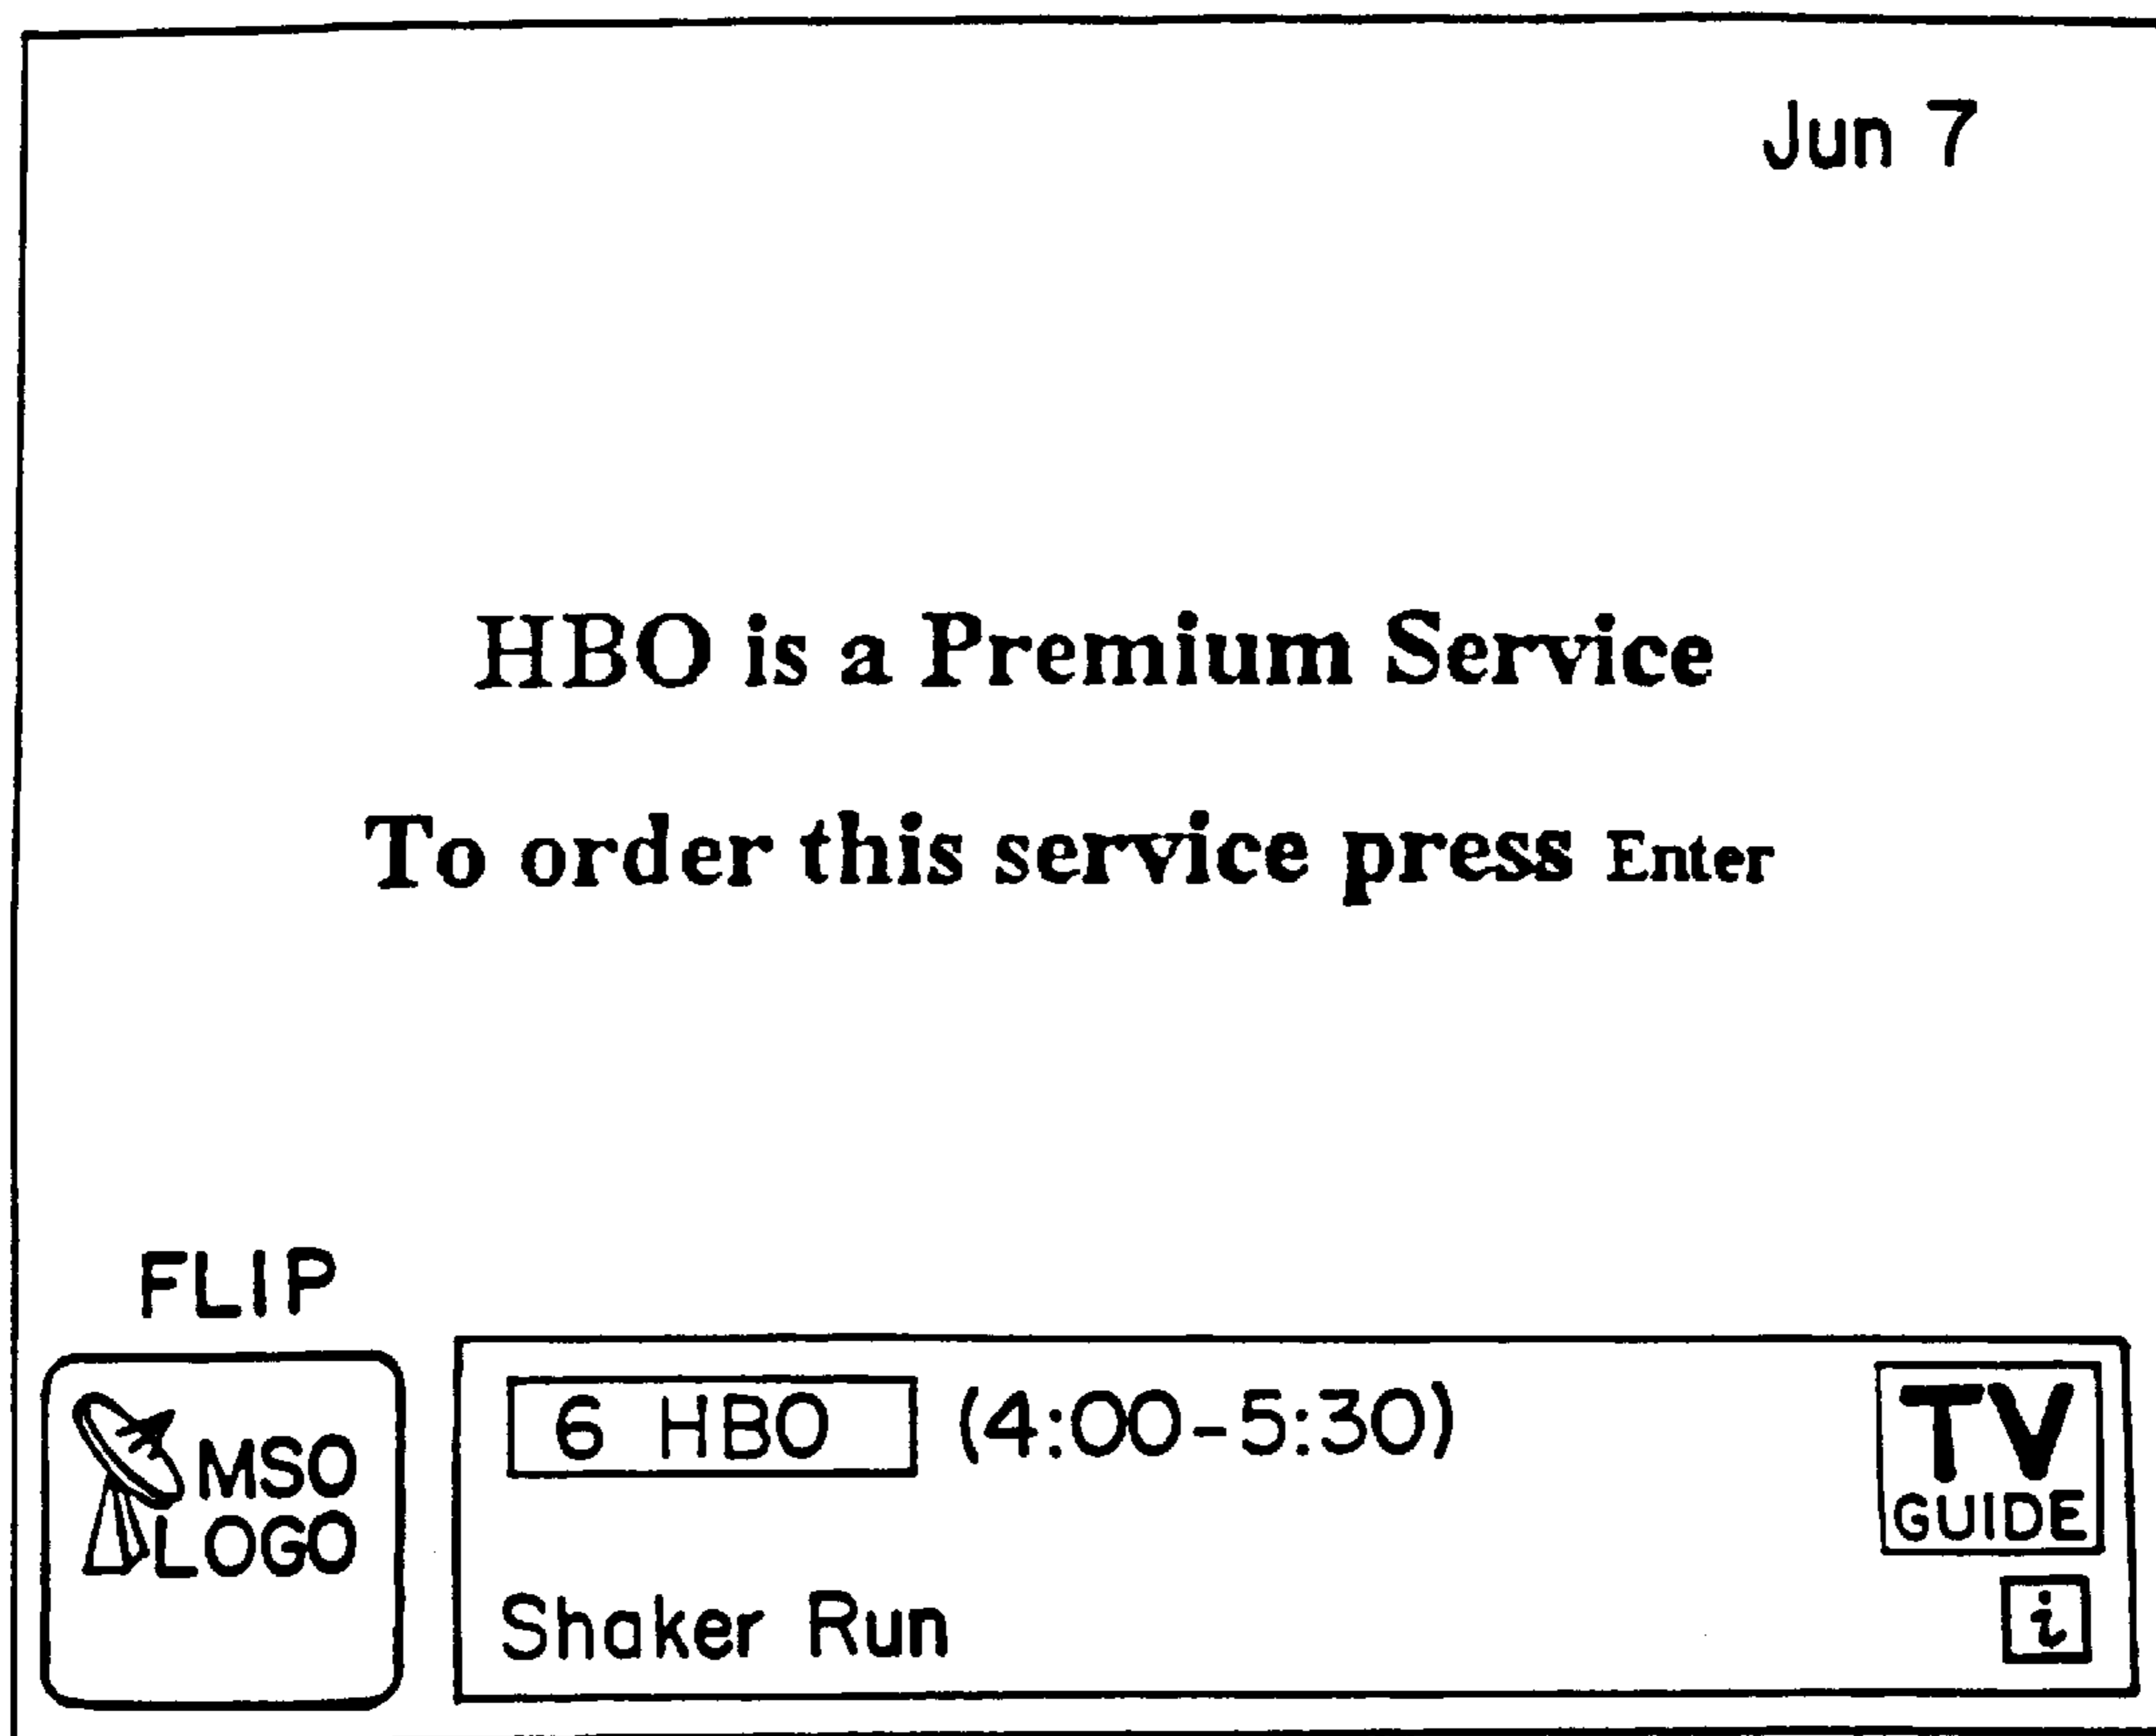 Jun 7
HBO is a Premium Service
To order this service press Enter
FLIP
MSO
LOGO
6 HBO (4:00-5:30)
Shaker Run
TV
GUIDE
i